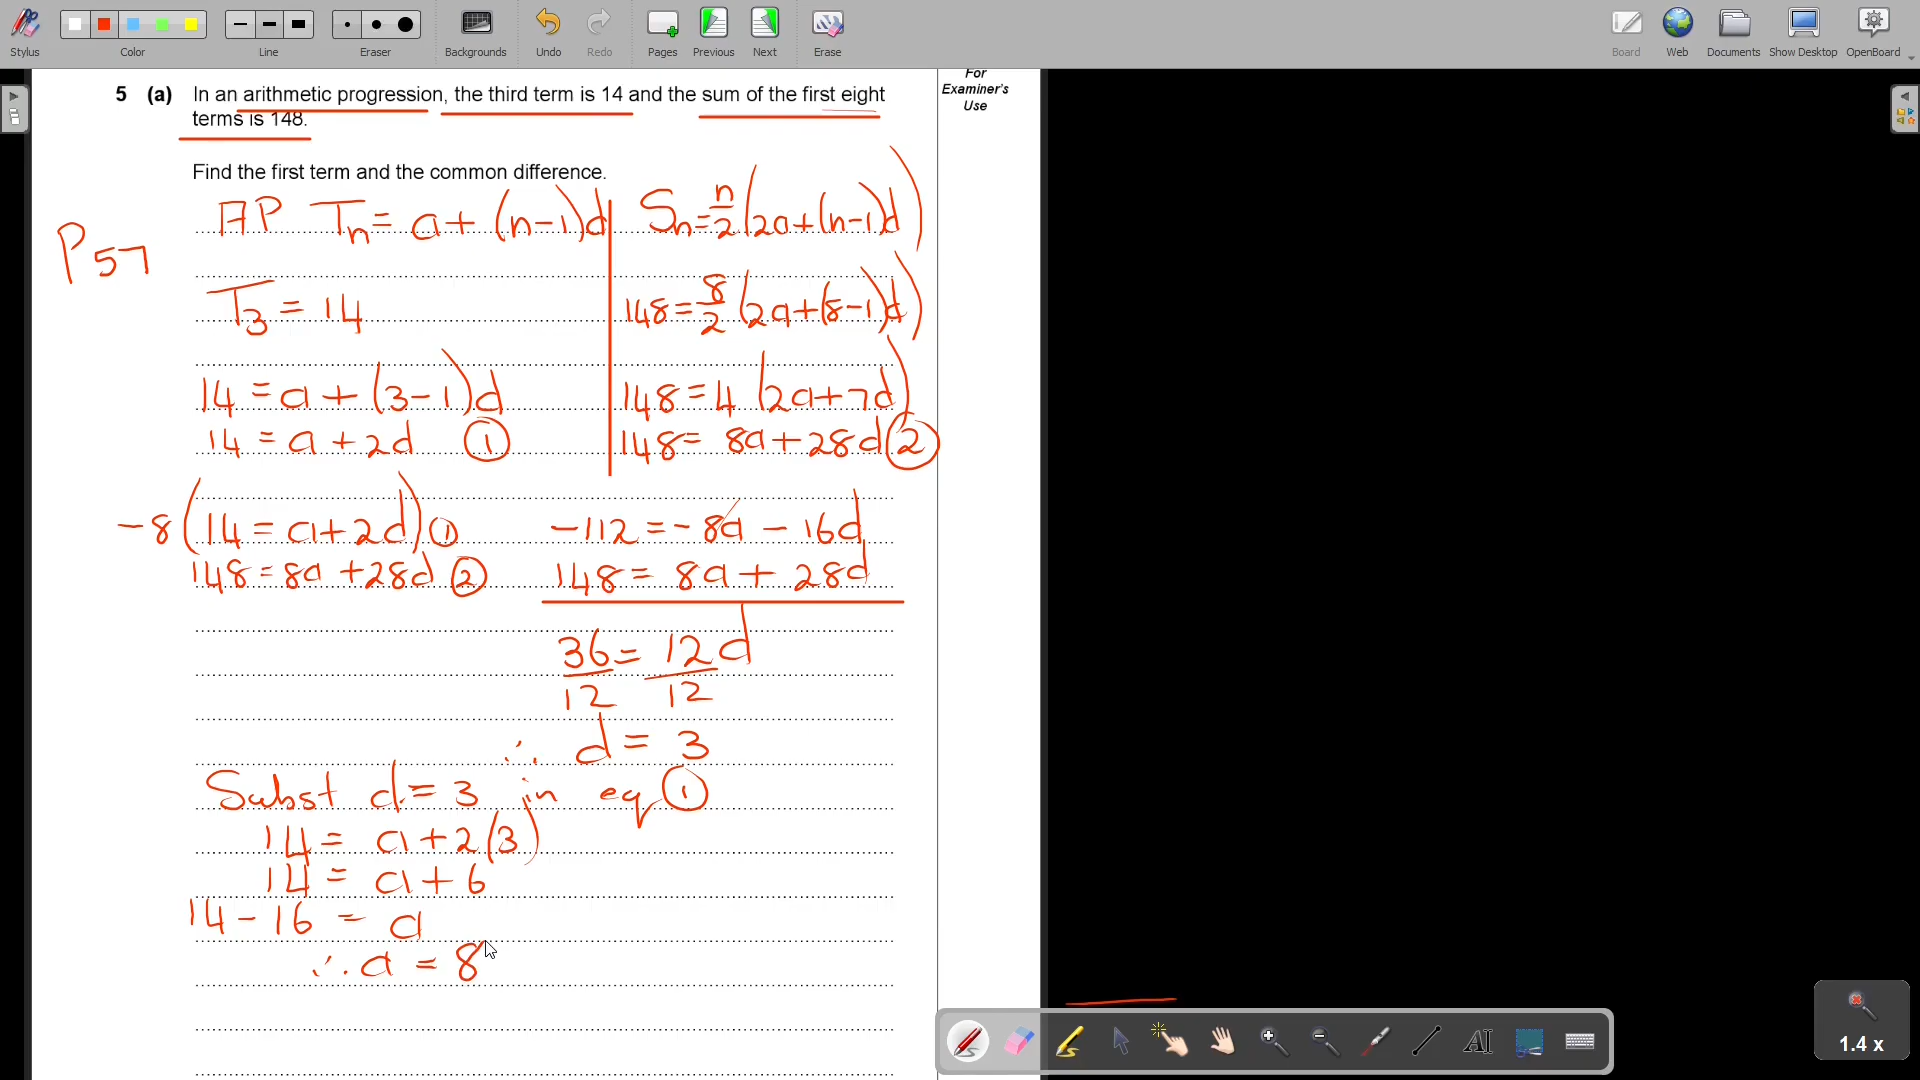 Stylus Color Line Eraser Backgrounds Undo Redo Pages Previous Next Erase Board Web Documents Show Desktop OpenBoard
For
Examiner's
Use
5 (a) In an arithmetic progression, the third term is 14 and the sum of the first eight
terms is 148.
Find the first term and the common difference.
P57
AP Tn = a + (n-1)d
T3 = 14
14 = a + (3-1)d
14 = a + 2d ①
Sn = n/2 (2a+(n-1)d)
148 = 8/2 (2a+(8-1)d)
148 = 4 (2a+7d)
148 = 8a + 28d ②
-8(14 = a+2d) ①
148 = 8a + 28d ②
-112 = -8a - 16d
148 = 8a + 28d
36/12 = 12d/12
∴ d = 3
Subst d = 3 in eq ①
14 = a + 2(3)
14 = a + 6
14 - 16 = a
∴ a = 8
AI
1.4 x